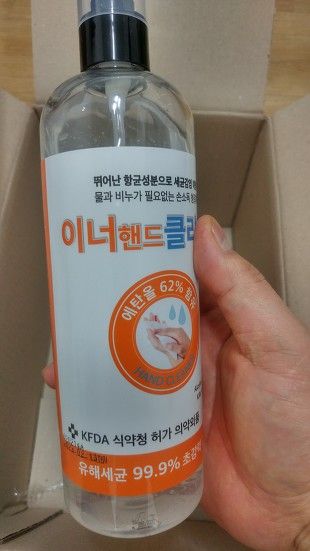 뛰어난 항균성분으로 세균감염
물과 비누가 필요없는 손소독
이너핸드클
에탄올 62% 함유
HAND CLEAN
KFDA 식약청 허가 의약외품
유해세균 99.9% 초강력